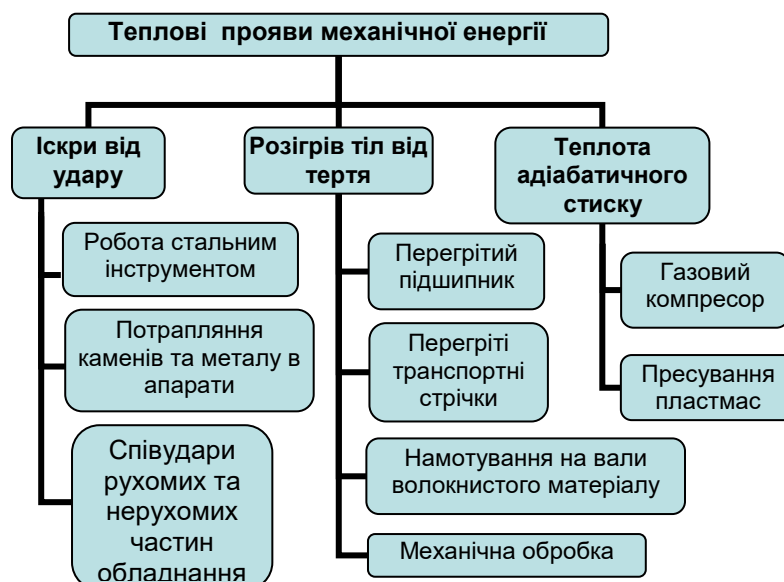 Теплові прояви механічної енергії
Іскри від
удару
Робота стальним
інструментом
Потрапляння
каменів та металу в
апарати
Співудари
рухомих та
нерухомих
частин
обладнання
Розігрів тіл від
тертя
Перегрітий
підшипник
Перегріті
транспортні
стрічки
Намотування на вали
волокнистого матеріалу
Механічна обробка
Теплота
адіабатичного
стиску
Газовий
компресор
Пресування
пластмас